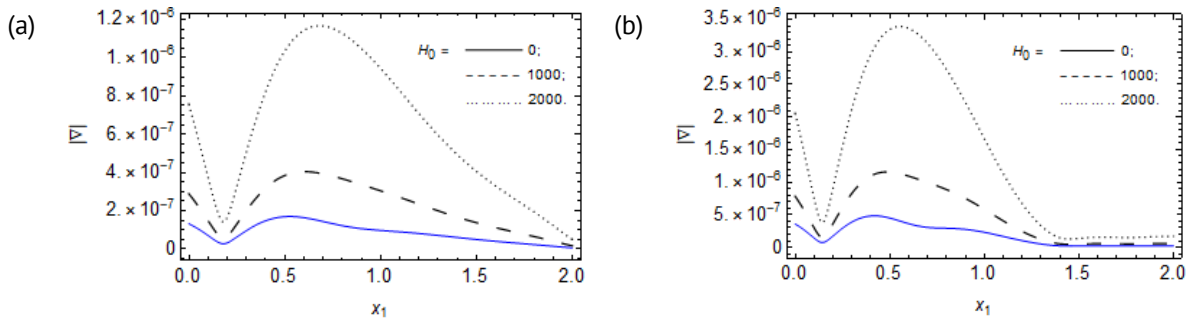 (a)
1.2 × 10⁻⁶
1. × 10⁻⁶
8. × 10⁻⁷
6. × 10⁻⁷
4. × 10⁻⁷
2. × 10⁻⁷
0
|∇|
H₀ = 0;
1000;
2000.
0.0 0.5 1.0 1.5 2.0
x₁
(b)
3.5 × 10⁻⁶
3. × 10⁻⁶
2.5 × 10⁻⁶
2. × 10⁻⁶
1.5 × 10⁻⁶
1. × 10⁻⁶
5. × 10⁻⁷
0
|∇|
H₀ = 0;
1000;
2000.
0.0 0.5 1.0 1.5 2.0
x₁